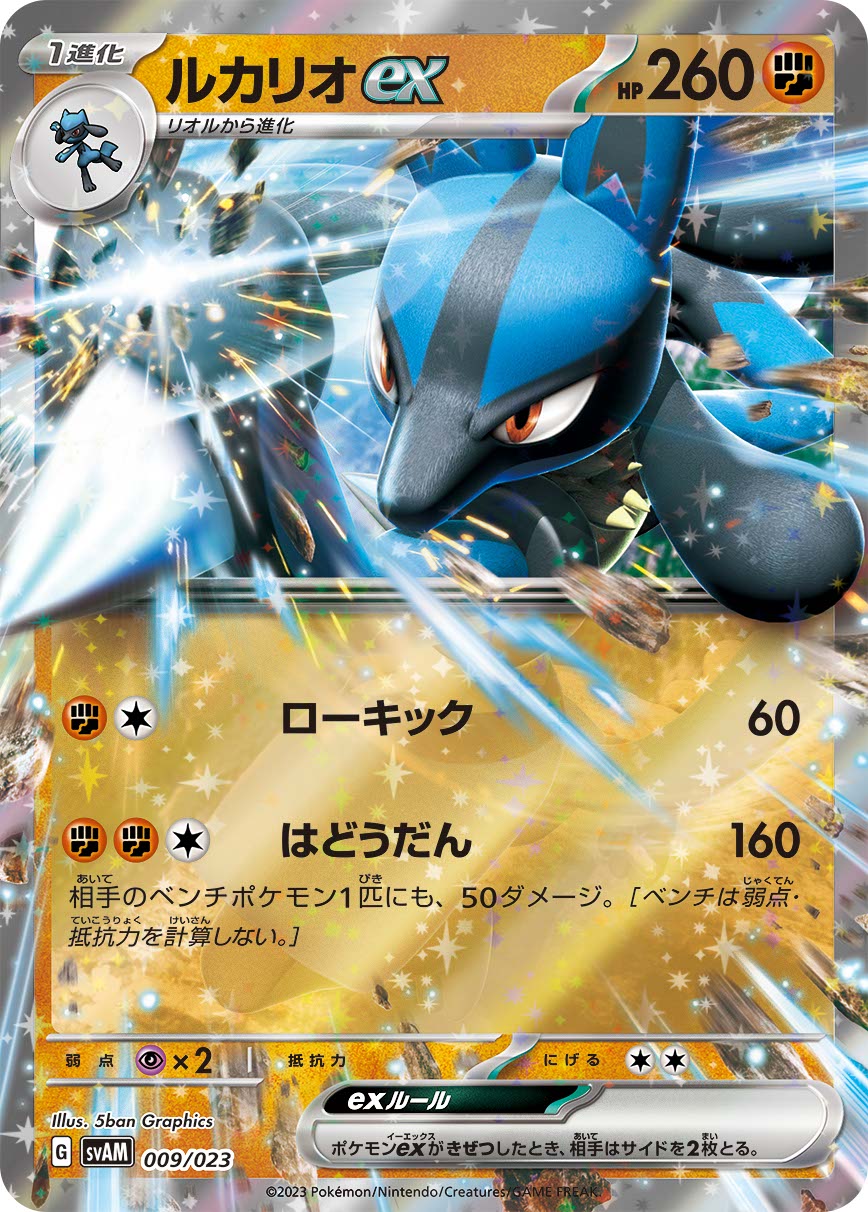 1進化
ルカリオex
HP 260
リオルから進化
ローキック 60
はどうだん 160
相手のベンチポケモン1匹にも、50ダメージ。[ベンチは弱点・
抵抗力を計算しない。]
弱点 ×2 抵抗力 にげる
exルール
ポケモンexがきぜつしたとき、相手はサイドを2枚とる。
Illus. 5ban Graphics
G svAM 009/023
©2023 Pokémon/Nintendo/Creatures/GAME FREAK.